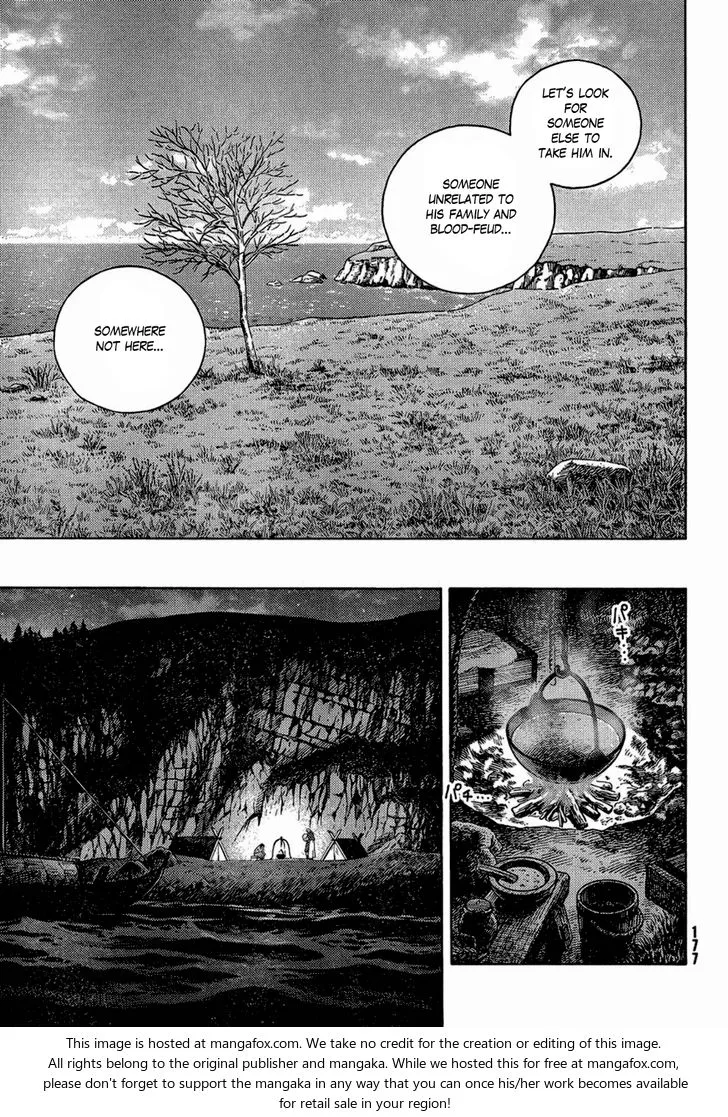 LET'S LOOK
FOR
SOMEONE
ELSE TO
TAKE HIM IN.
SOMEONE
UNRELATED TO
HIS FAMILY AND
BLOOD-FEUD...
SOMEWHERE
NOT HERE...
パキ…
パチ…
177
This image is hosted at mangafox.com. We take no credit for the creation or editing of this image.
All rights belong to the original publisher and mangaka. While we hosted this for free at mangafox.com,
please don't forget to support the mangaka in any way that you can once his/her work becomes available
for retail sale in your region!